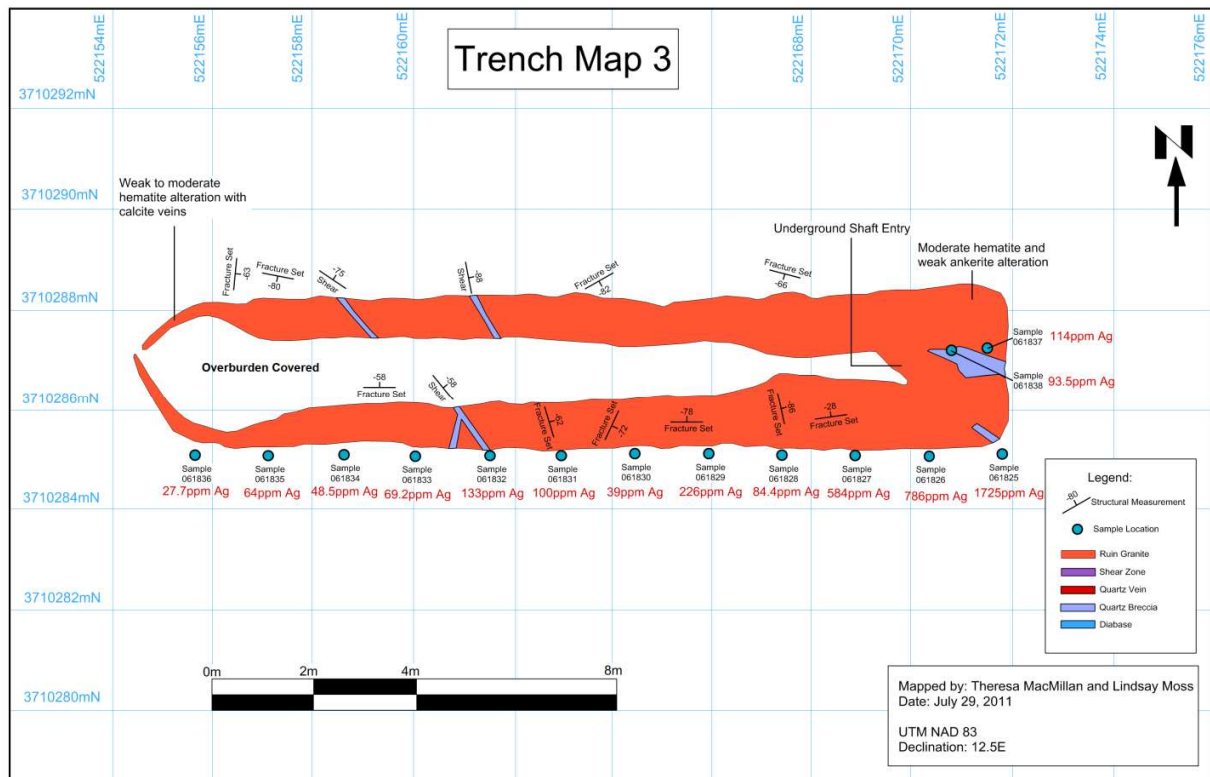 522154mE
522156mE
522158mE
522160mE
522168mE
522170mE
522172mE
522174mE
522176mE
Trench Map 3
3710292mN
N
3710290mN
Weak to moderate
hematite alteration with
calcite veins
Underground Shaft Entry
Moderate hematite and
weak ankerite alteration
Fracture Set
-63
Fracture Set
-80
-75
Shear
-88
Shear
Fracture Set
-82
Fracture Set
-66
3710288mN
Sample
061837
114ppm Ag
Sample
061838
93.5ppm Ag
Overburden Covered
-58
Fracture Set
-58
Shear
3710286mN
-62
Fracture Set
Fracture Set
-72
-78
Fracture Set
-86
Fracture Set
-28
Fracture Set
Sample
061836
27.7ppm Ag
Sample
061835
64ppm Ag
Sample
061834
48.5ppm Ag
Sample
061833
69.2ppm Ag
Sample
061832
133ppm Ag
Sample
061831
100ppm Ag
Sample
061830
39ppm Ag
Sample
061829
226ppm Ag
Sample
061828
84.4ppm Ag
Sample
061827
584ppm Ag
Sample
061826
786ppm Ag
Sample
061825
1725ppm Ag
3710284mN
Legend:
-80
Structural Measurement
Sample Location
Ruin Granite
Shear Zone
Quartz Vein
Quartz Breccia
Diabase
3710282mN
0m 2m 4m 8m
3710280mN
Mapped by: Theresa MacMillan and Lindsay Moss
Date: July 29, 2011
UTM NAD 83
Declination: 12.5E